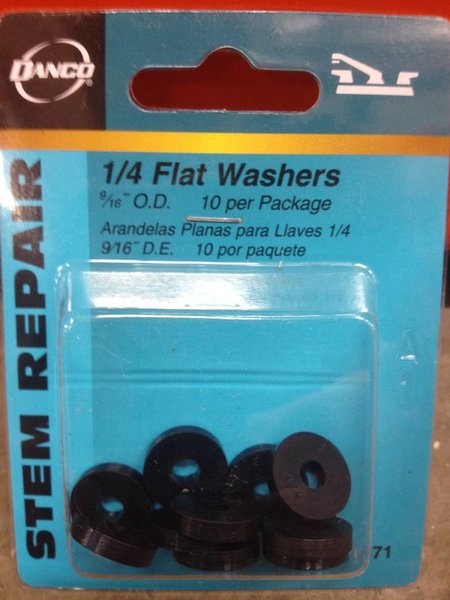 DANCO®
1/4 Flat Washers
9/16" O.D. 10 per Package
Arandelas Planas para Llaves 1/4
9/16" D.E. 10 por paquete
STEM REPAIR
71